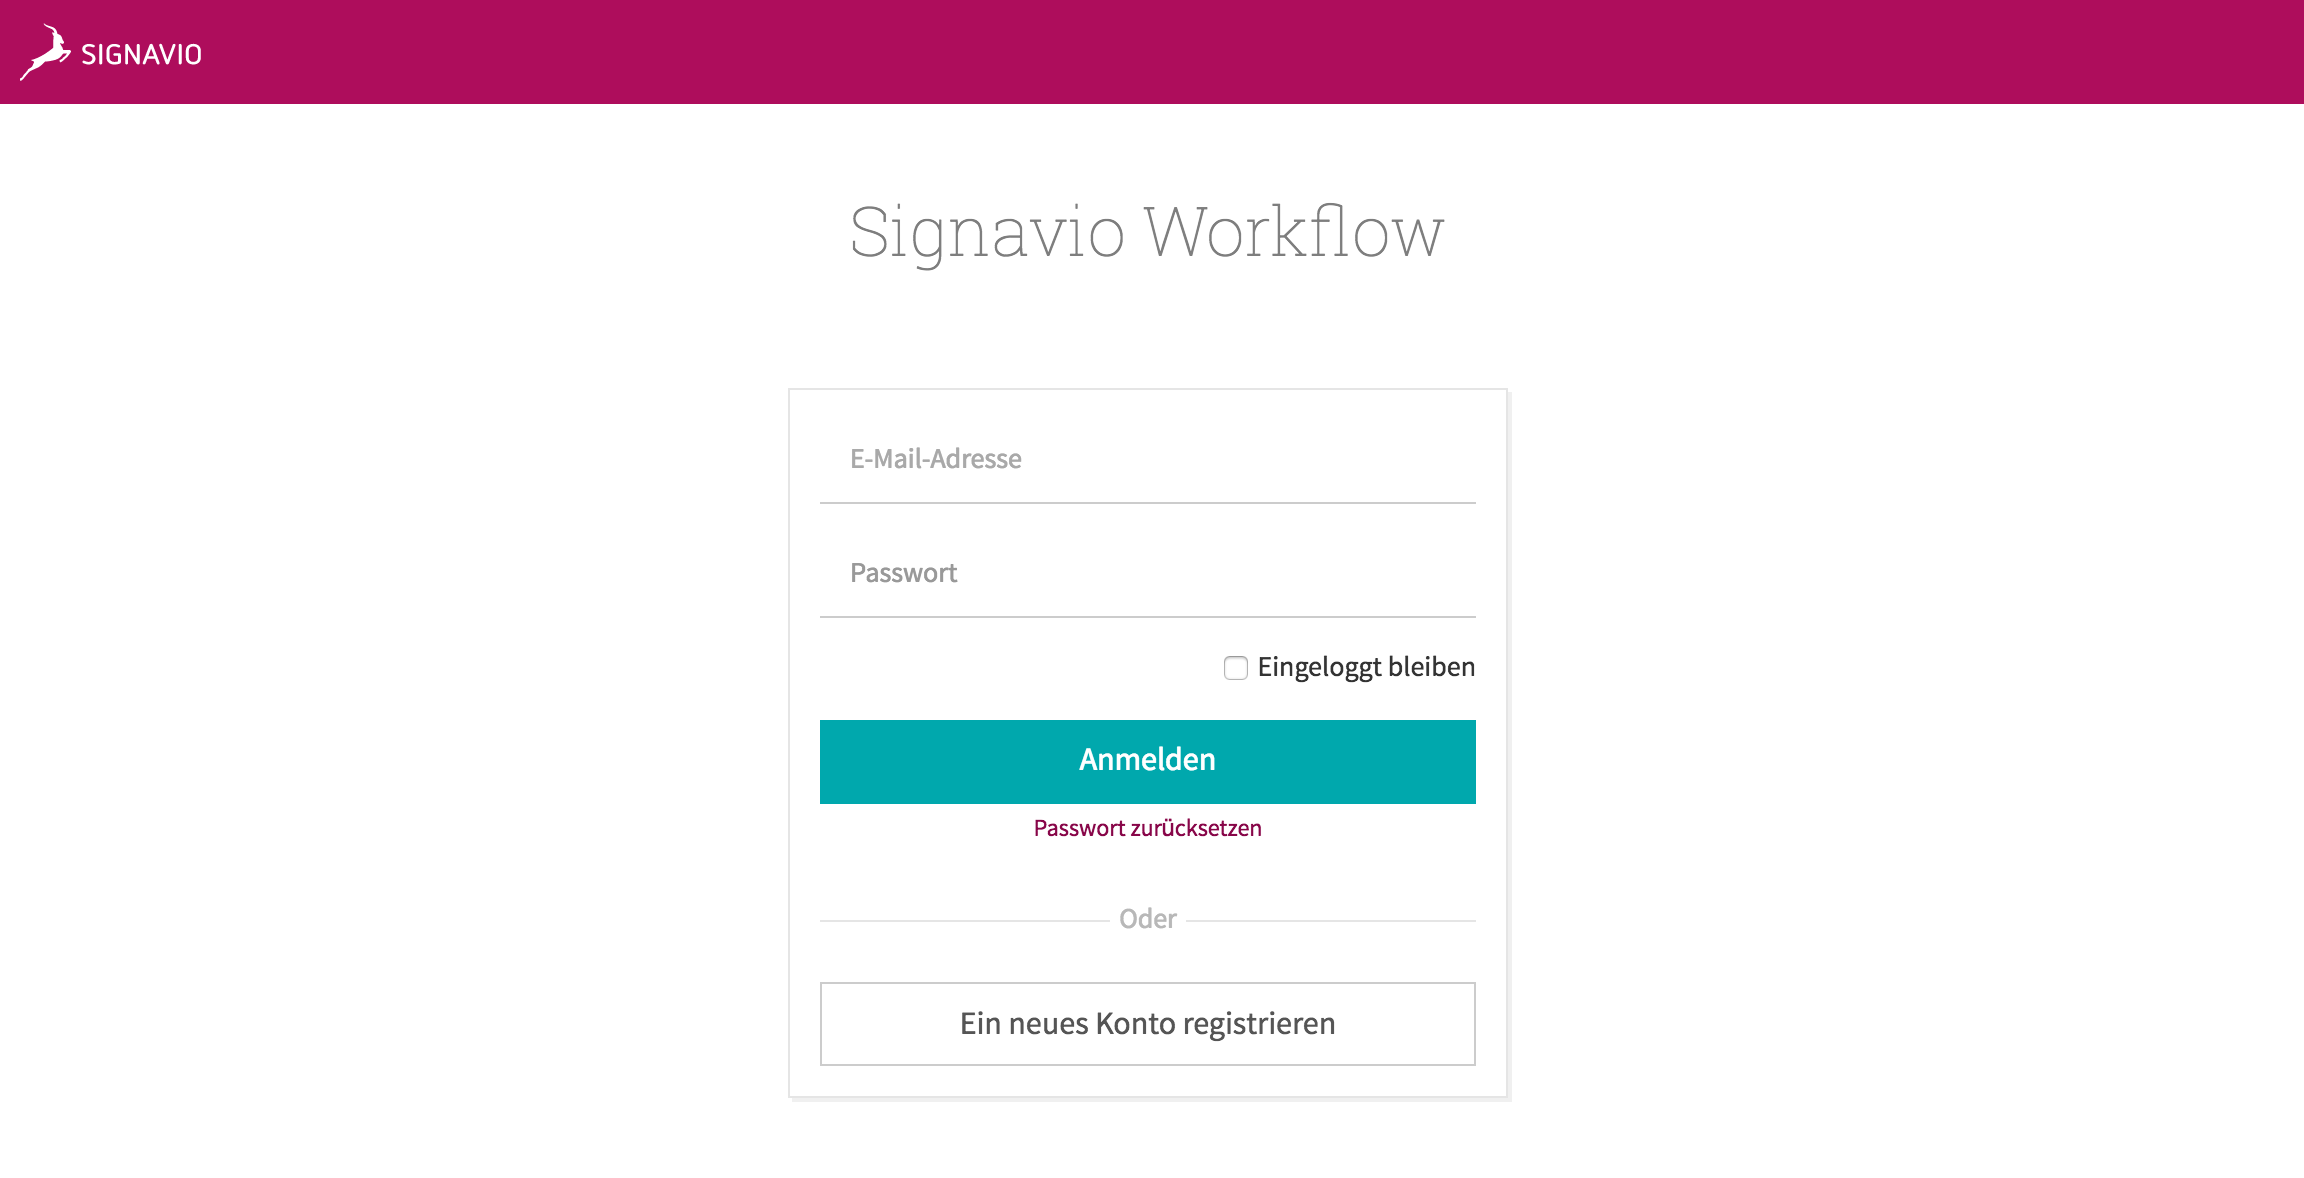 SIGNAVIO
Signavio Workflow
E-Mail-Adresse
Passwort
Eingeloggt bleiben
Anmelden
Passwort zurücksetzen
Oder
Ein neues Konto registrieren